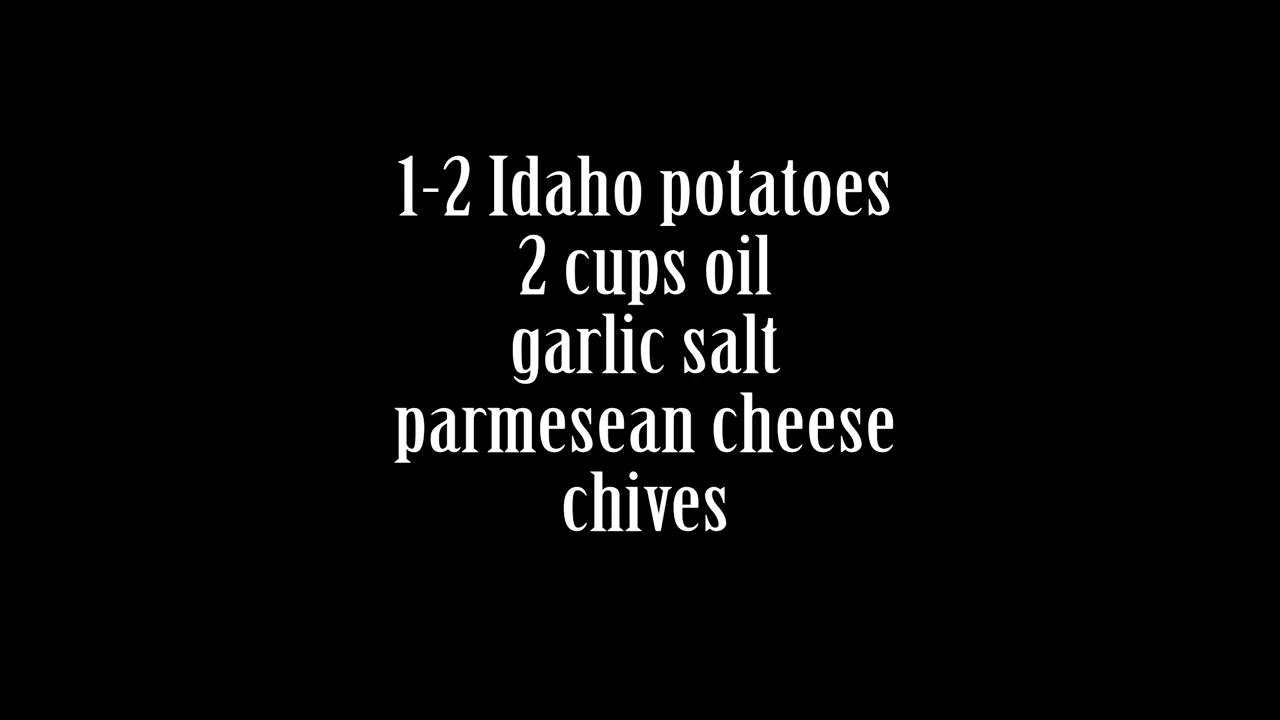 1-2 Idaho potatoes
2 cups oil
garlic salt
parmesean cheese
chives